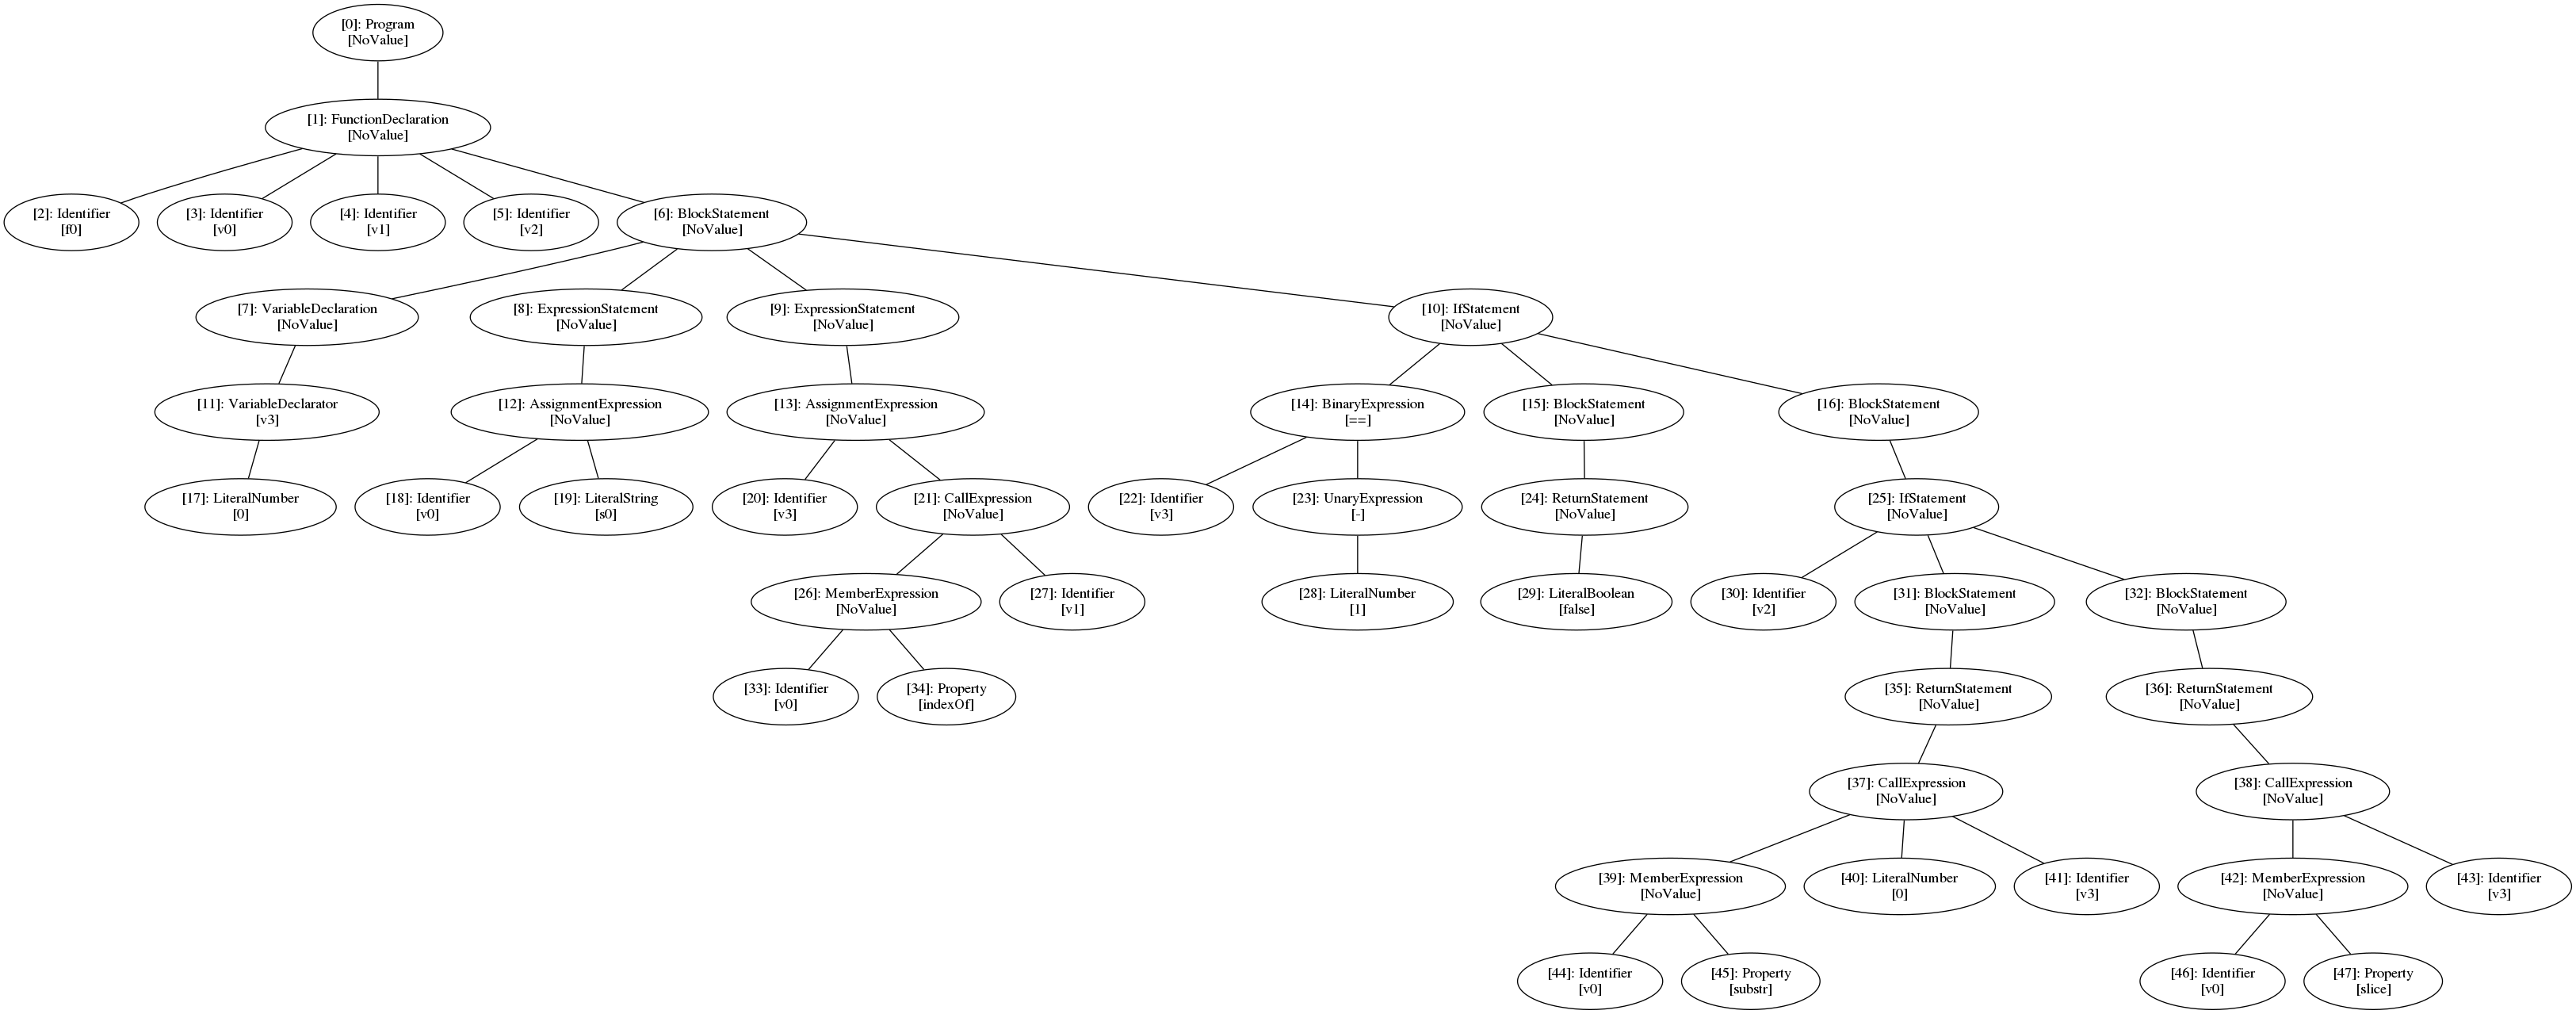 [0]: Program
[NoValue]
[1]: FunctionDeclaration
[NoValue]
[2]: Identifier
[f0]
[3]: Identifier
[v0]
[4]: Identifier
[v1]
[5]: Identifier
[v2]
[6]: BlockStatement
[NoValue]
[7]: VariableDeclaration
[NoValue]
[8]: ExpressionStatement
[NoValue]
[9]: ExpressionStatement
[NoValue]
[10]: IfStatement
[NoValue]
[11]: VariableDeclarator
[v3]
[12]: AssignmentExpression
[NoValue]
[13]: AssignmentExpression
[NoValue]
[14]: BinaryExpression
[==]
[15]: BlockStatement
[NoValue]
[16]: BlockStatement
[NoValue]
[17]: LiteralNumber
[0]
[18]: Identifier
[v0]
[19]: LiteralString
[s0]
[20]: Identifier
[v3]
[21]: CallExpression
[NoValue]
[22]: Identifier
[v3]
[23]: UnaryExpression
[-]
[24]: ReturnStatement
[NoValue]
[25]: IfStatement
[NoValue]
[26]: MemberExpression
[NoValue]
[27]: Identifier
[v1]
[28]: LiteralNumber
[1]
[29]: LiteralBoolean
[false]
[30]: Identifier
[v2]
[31]: BlockStatement
[NoValue]
[32]: BlockStatement
[NoValue]
[33]: Identifier
[v0]
[34]: Property
[indexOf]
[35]: ReturnStatement
[NoValue]
[36]: ReturnStatement
[NoValue]
[37]: CallExpression
[NoValue]
[38]: CallExpression
[NoValue]
[39]: MemberExpression
[NoValue]
[40]: LiteralNumber
[0]
[41]: Identifier
[v3]
[42]: MemberExpression
[NoValue]
[43]: Identifier
[v3]
[44]: Identifier
[v0]
[45]: Property
[substr]
[46]: Identifier
[v0]
[47]: Property
[slice]